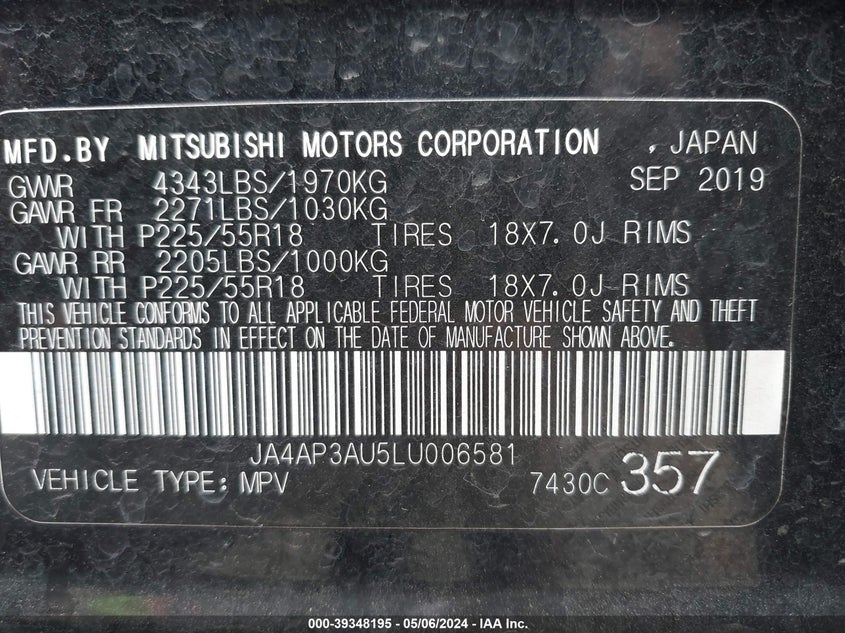 MFD.BY MITSUBISHI MOTORS CORPORATION , JAPAN
GVWR 4343LBS/1970KG SEP 2019
GAWR FR 2271LBS/1030KG
WITH P225/55R18 TIRES 18X7.0J RIMS
GAWR RR 2205LBS/1000KG
WITH P225/55R18 TIRES 18X7.0J RIMS
THIS VEHICLE CONFORMS TO ALL APPLICABLE FEDERAL MOTOR VEHICLE SAFETY AND THEFT
PREVENTION STANDARDS IN EFFECT ON THE DATE OF MANUFACTURE SHOWN ABOVE.
JA4AP3AU5LU006581
VEHICLE TYPE: MPV 7430C 357
000-39348195 - 05/06/2024 - IAA Inc.